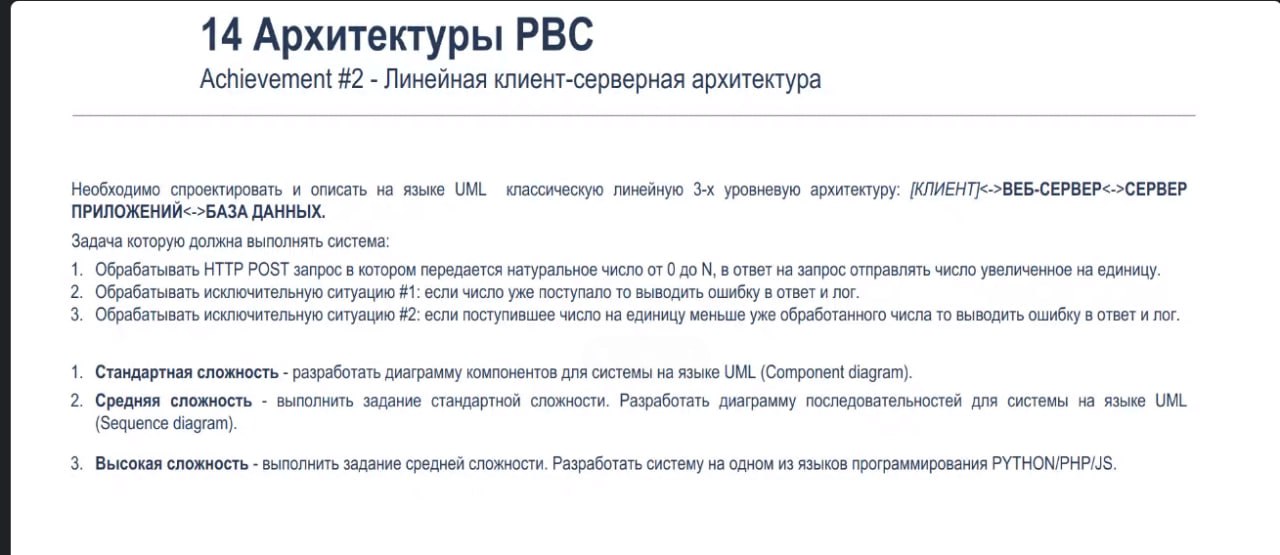 14 Архитектуры РВС
Achievement #2 - Линейная клиент-серверная архитектура
Необходимо спроектировать и описать на языке UML классическую линейную 3-х уровневую архитектуру: [КЛИЕНТ]<->ВЕБ-СЕРВЕР<->СЕРВЕР
ПРИЛОЖЕНИЙ<->БАЗА ДАННЫХ.
Задача которую должна выполнять система:
1. Обрабатывать HTTP POST запрос в котором передается натуральное число от 0 до N, в ответ на запрос отправлять число увеличенное на единицу.
2. Обрабатывать исключительную ситуацию #1: если число уже поступало то выводить ошибку в ответ и лог.
3. Обрабатывать исключительную ситуацию #2: если поступившее число на единицу меньше уже обработанного числа то выводить ошибку в ответ и лог.
1. Стандартная сложность - разработать диаграмму компонентов для системы на языке UML (Component diagram).
2. Средняя сложность - выполнить задание стандартной сложности. Разработать диаграмму последовательностей для системы на языке UML
(Sequence diagram).
3. Высокая сложность - выполнить задание средней сложности. Разработать систему на одном из языков программирования PYTHON/PHP/JS.